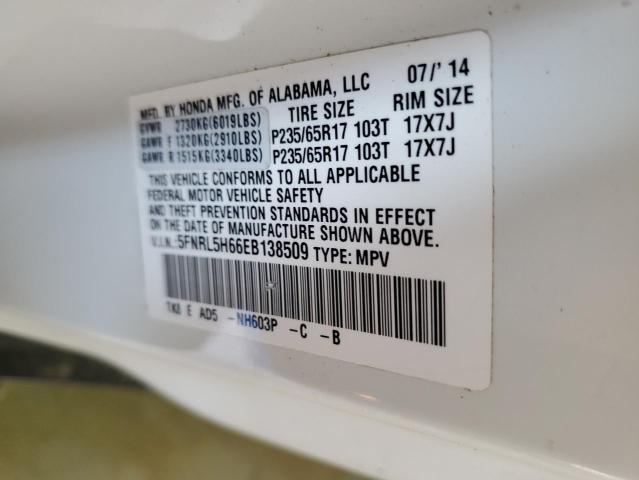 MFD. BY HONDA MFG. OF ALABAMA, LLC 07/'14
GVWR 2730KG(6019LBS) TIRE SIZE RIM SIZE
GAWR F 1320KG(2910LBS) P235/65R17 103T 17X7J
GAWR R 1515KG(3340LBS) P235/65R17 103T 17X7J
THIS VEHICLE CONFORMS TO ALL APPLICABLE
FEDERAL MOTOR VEHICLE SAFETY
AND THEFT PREVENTION STANDARDS IN EFFECT
ON THE DATE OF MANUFACTURE SHOWN ABOVE.
V.I.N.:5FNRL5H66EB138509 TYPE: MPV
TK8 E AD5 -NH603P -C -B